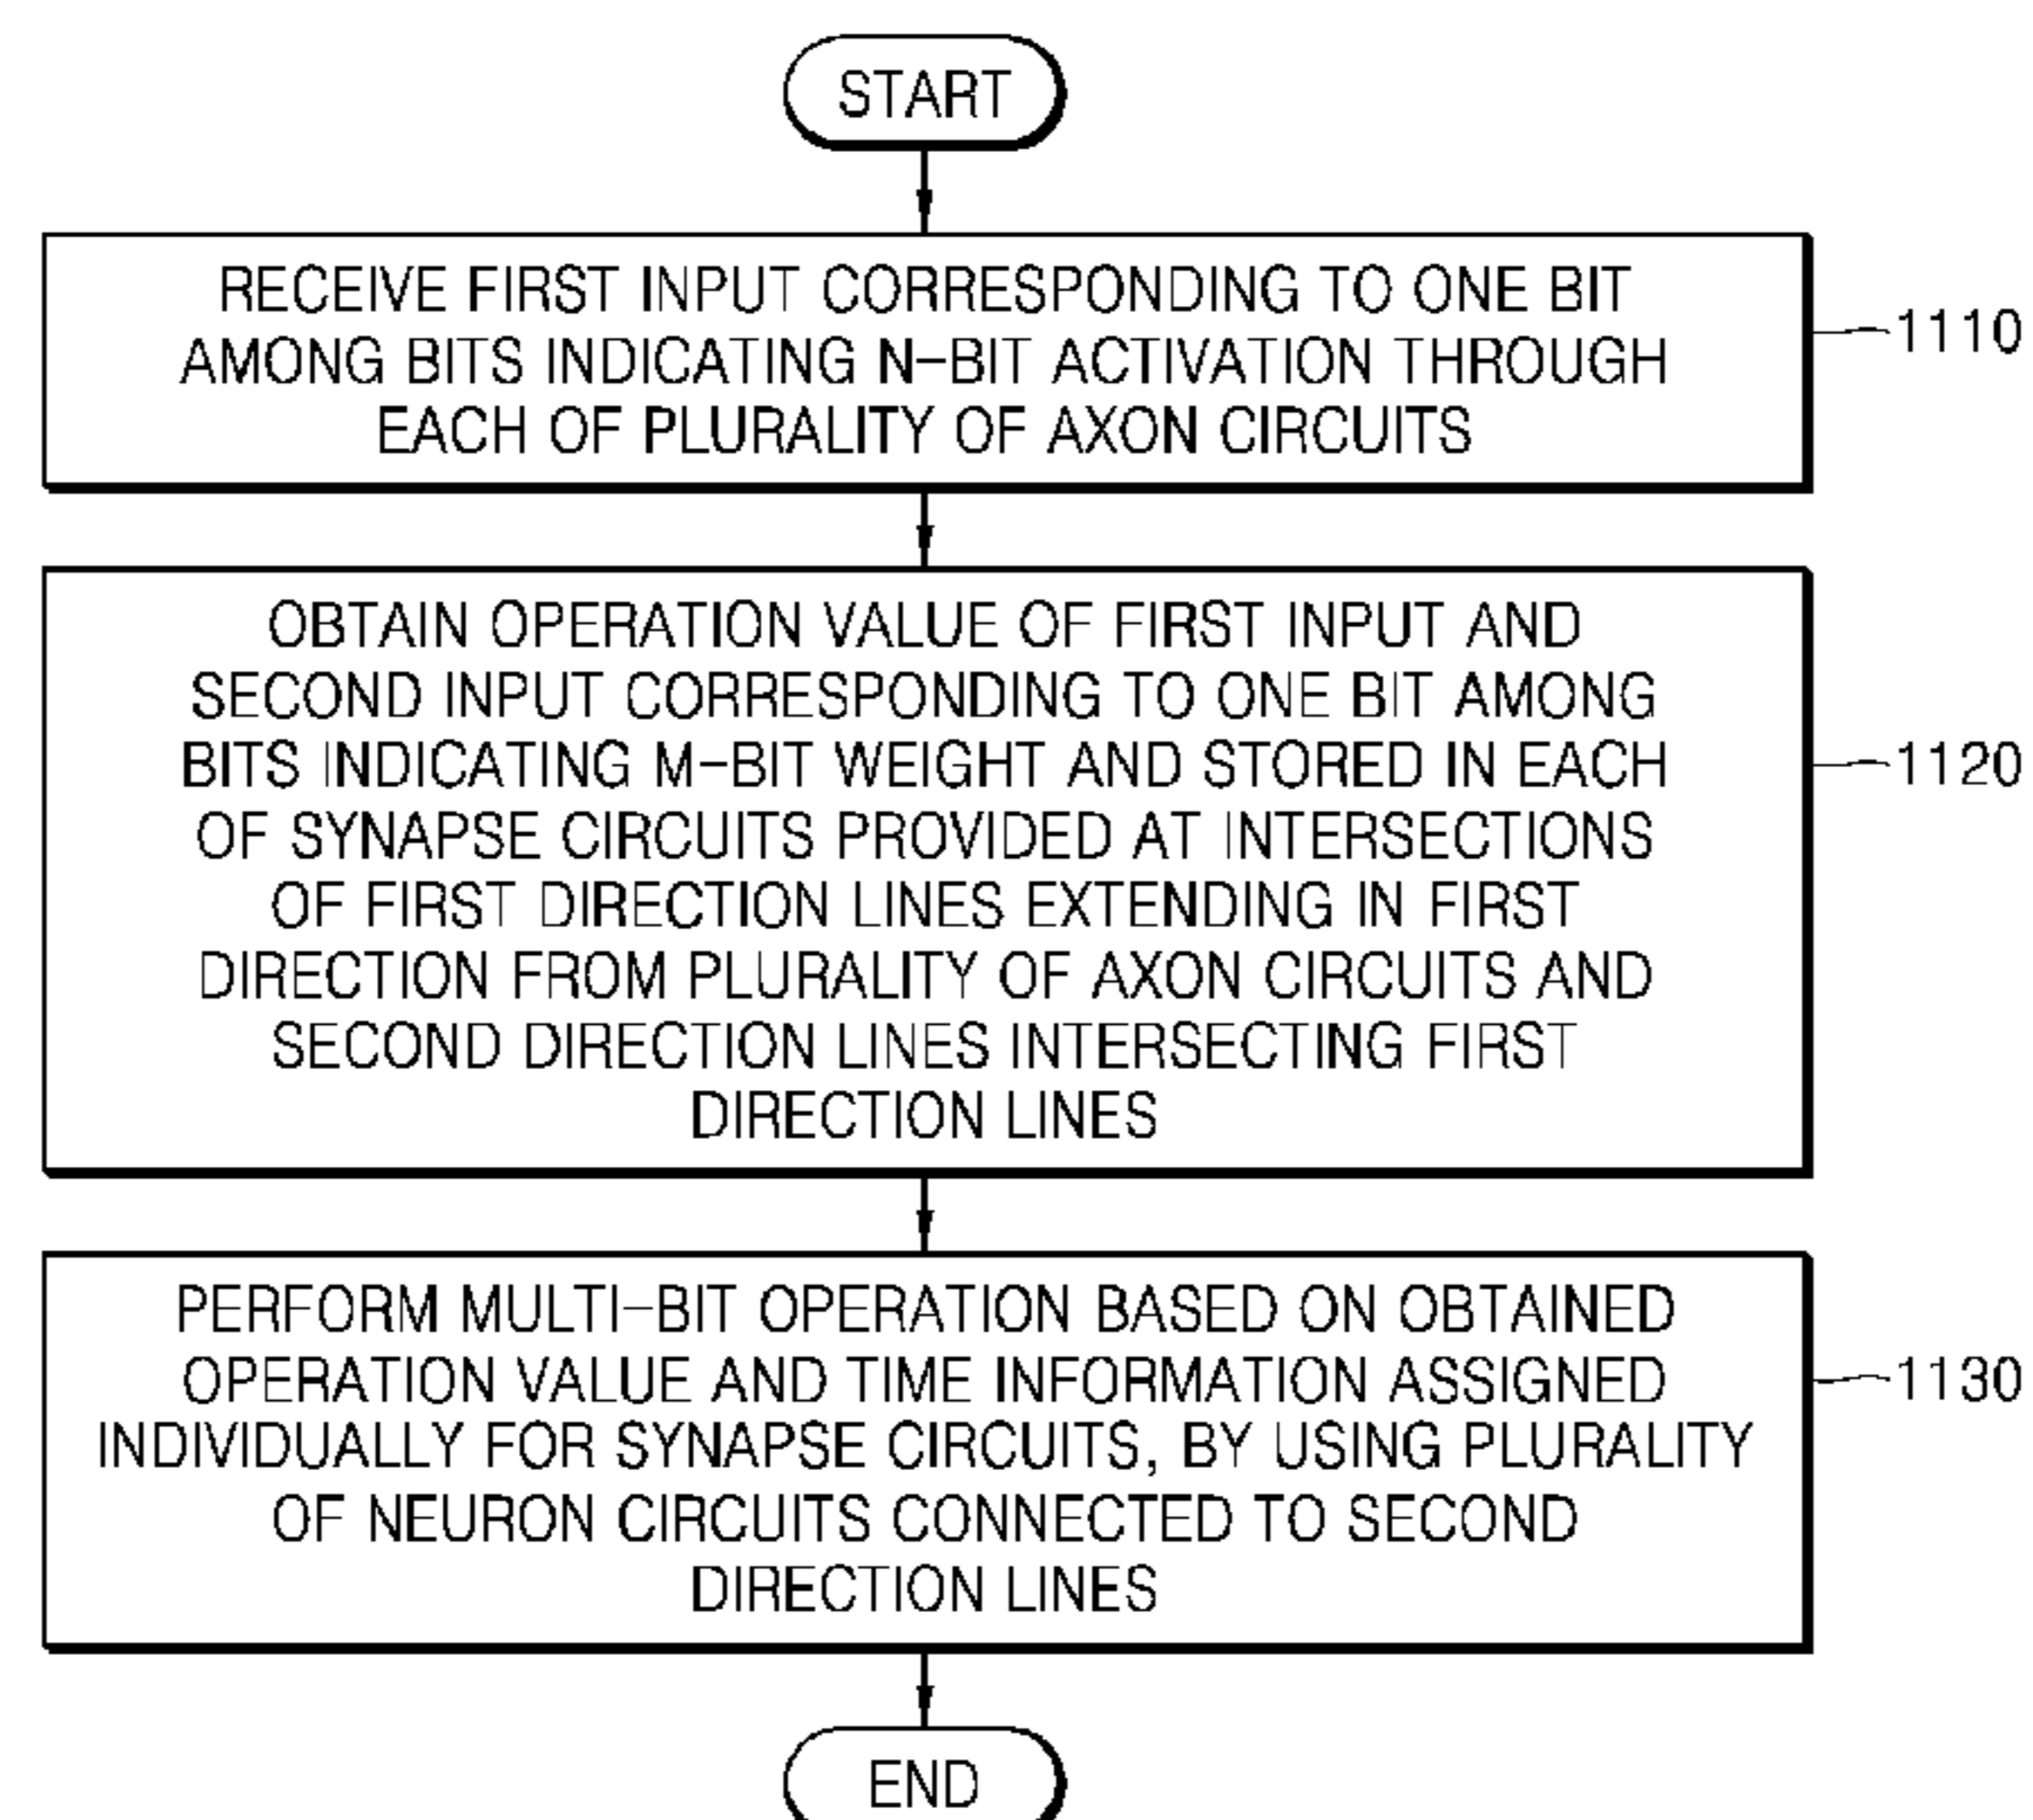 START
RECEIVE FIRST INPUT CORRESPONDING TO ONE BIT
AMONG BITS INDICATING N-BIT ACTIVATION THROUGH
EACH OF PLURALITY OF AXON CIRCUITS
1110
OBTAIN OPERATION VALUE OF FIRST INPUT AND
SECOND INPUT CORRESPONDING TO ONE BIT AMONG
BITS INDICATING M-BIT WEIGHT AND STORED IN EACH
OF SYNAPSE CIRCUITS PROVIDED AT INTERSECTIONS
OF FIRST DIRECTION LINES EXTENDING IN FIRST
DIRECTION FROM PLURALITY OF AXON CIRCUITS AND
SECOND DIRECTION LINES INTERSECTING FIRST
DIRECTION LINES
1120
PERFORM MULTI-BIT OPERATION BASED ON OBTAINED
OPERATION VALUE AND TIME INFORMATION ASSIGNED
INDIVIDUALLY FOR SYNAPSE CIRCUITS, BY USING PLURALITY
OF NEURON CIRCUITS CONNECTED TO SECOND
DIRECTION LINES
1130
END